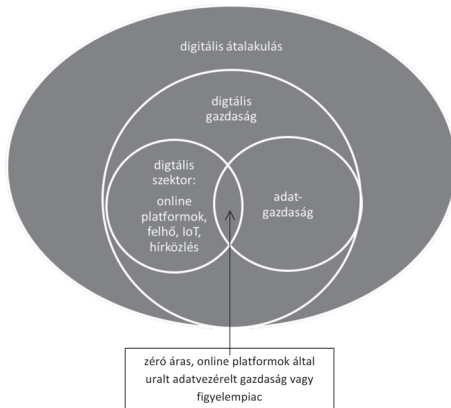 digitális átalakulás
digtális
gazdaság
digtális
szektor:
online
platformok,
felhő, IoT,
hírközlés
adat-
gazdaság
zéró áras, online platformok által
uralt adatvezérelt gazdaság vagy
figyelempiac